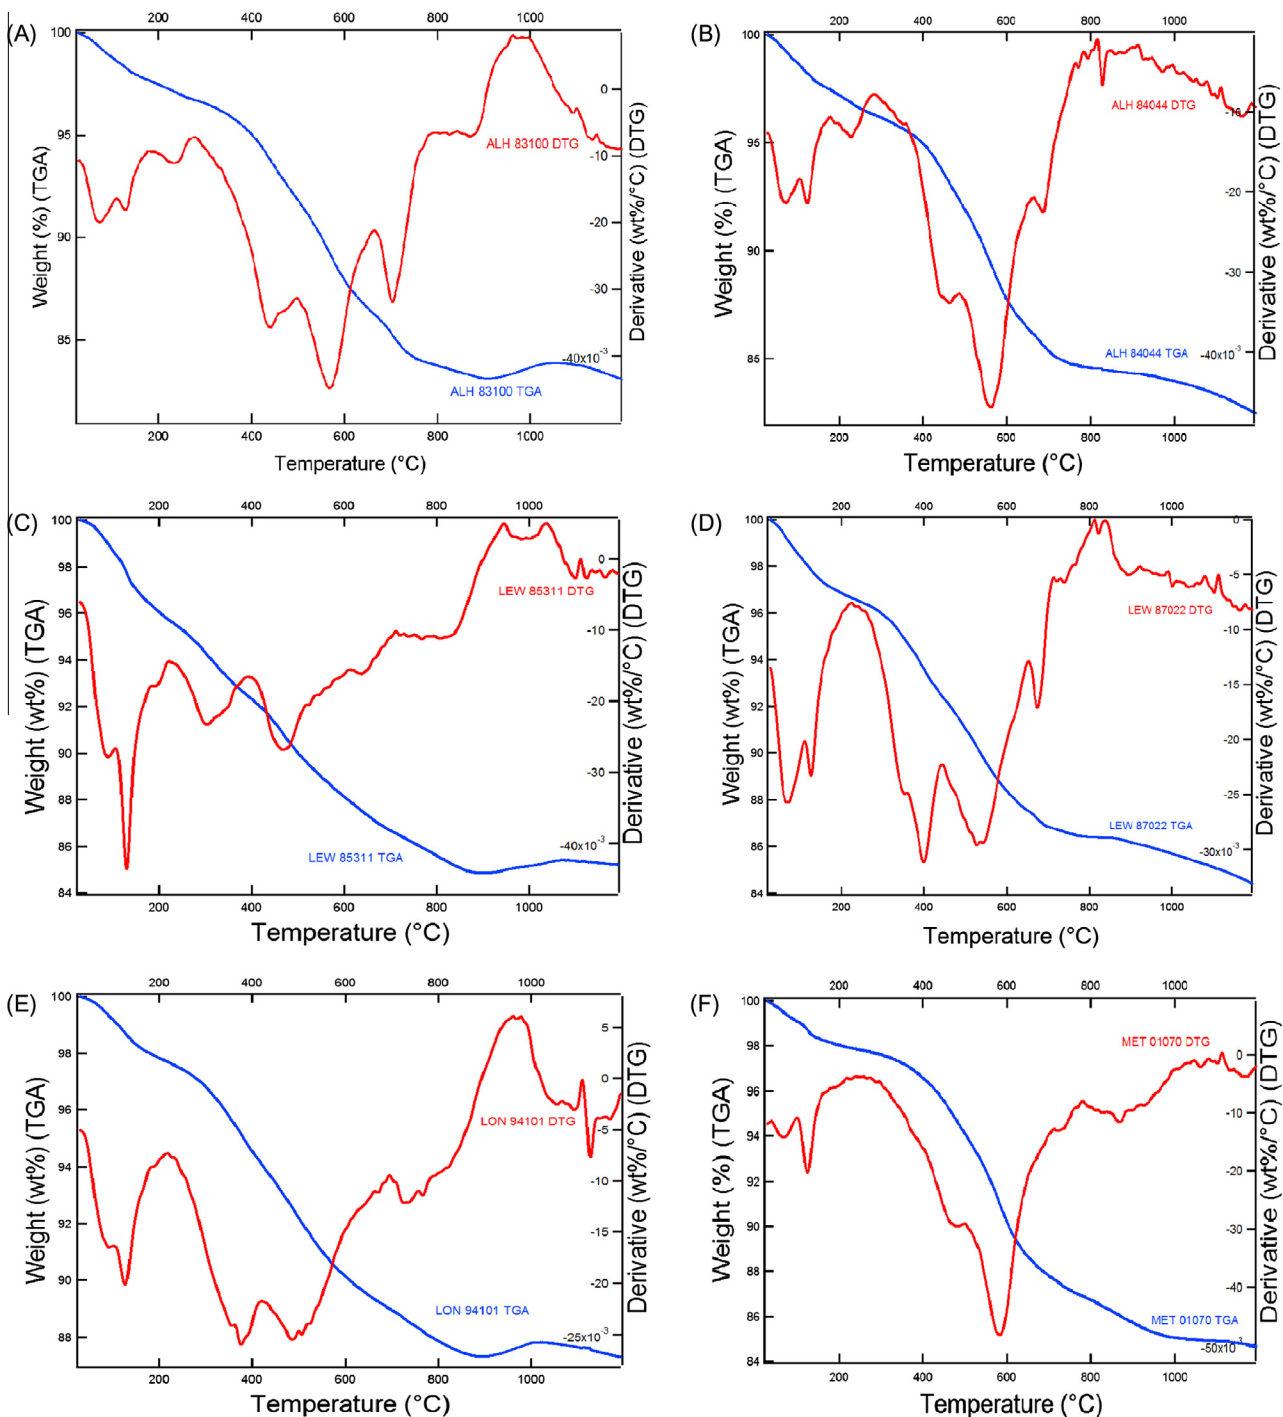 (A)
200 400 600 800 1000
100
95
90
85
Weight (%) (TGA)
0
-10
-20
-30
-40x10-3
Derivative (wt%/°C) (DTG)
ALH 83100 DTG
ALH 83100 TGA
200 400 600 800 1000
Temperature (°C)
(B)
200 400 600 800 1000
100
95
90
85
Weight (%) (TGA)
-10
-20
-30
-40x10-3
Derivative (wt%/°C) (DTG)
ALH 84044 DTG
ALH 84044 TGA
200 400 600 800 1000
Temperature (°C)
(C)
200 400 600 800 1000
100
98
96
94
92
90
88
86
84
Weight (wt%) (TGA)
0
-10
-20
-30
-40x10-3
Derivative (wt%/°C) (DTG)
LEW 85311 DTG
LEW 85311 TGA
200 400 600 800 1000
Temperature (°C)
(D)
200 400 600 800 1000
100
98
96
94
92
90
88
86
84
Weight (wt%) (TGA)
0
-5
-10
-15
-20
-25
-30x10-3
Derivative (wt%/°C) (DTG)
LEW 87022 DTG
LEW 87022 TGA
200 400 600 800 1000
Temperature (°C)
(E)
200 400 600 800 1000
100
98
96
94
92
90
88
Weight (wt%) (TGA)
5
0
-5
-10
-15
-20
-25x10-3
Derivative (wt%/°C) (DTG)
LON 94101 DTG
LON 94101 TGA
200 400 600 800 1000
Temperature (°C)
(F)
200 400 600 800 1000
100
98
96
94
92
90
88
86
84
Weight (%) (TGA)
0
-10
-20
-30
-40
-50x10-3
Derivative (wt%/°C) (DTG)
MET 01070 DTG
MET 01070 TGA
200 400 600 800 1000
Temperature (°C)